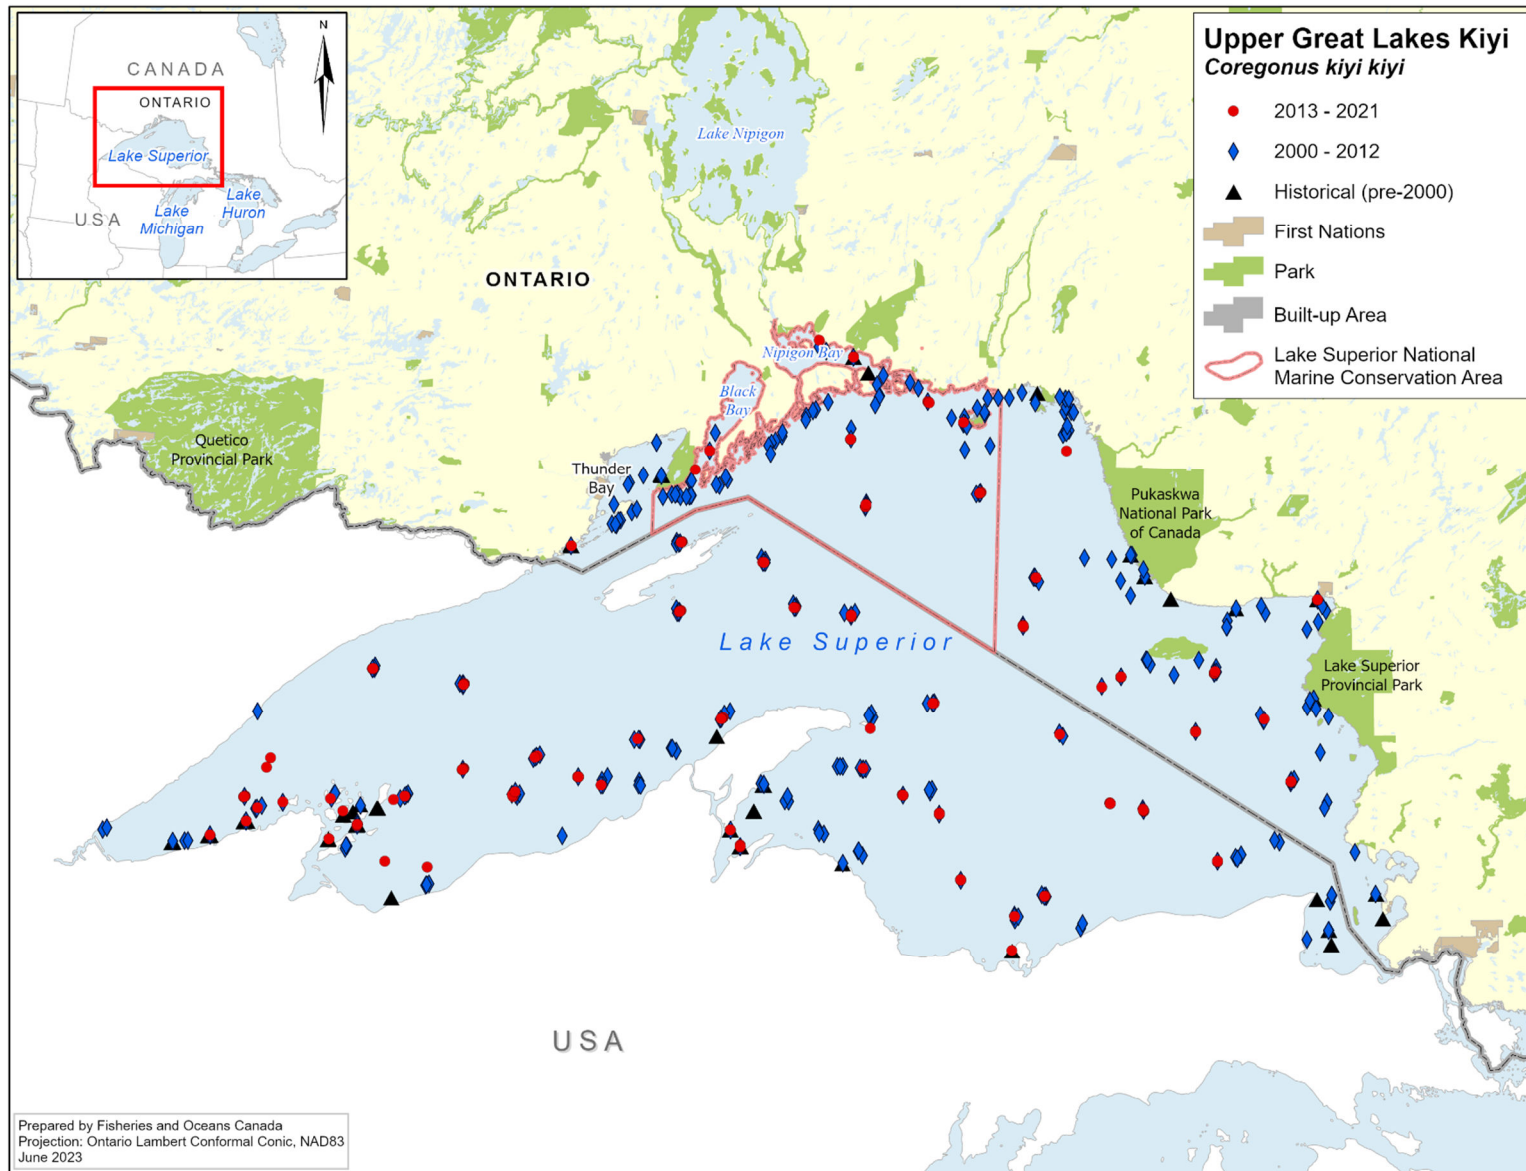 N
CANADA
ONTARIO
Lake Superior
USA
Lake
Michigan
Lake
Huron
Upper Great Lakes Kiyi
Coregonus kiyi kiyi
2013 - 2021
2000 - 2012
Historical (pre-2000)
First Nations
Park
Built-up Area
Lake Superior National
Marine Conservation Area
Lake Nipigon
ONTARIO
Nipigon Bay
Black
Bay
Quetico
Provincial Park
Thunder
Bay
Pukaskwa
National Park
of Canada
Lake Superior
Lake Superior
Provincial Park
USA
Prepared by Fisheries and Oceans Canada
Projection: Ontario Lambert Conformal Conic, NAD83
June 2023